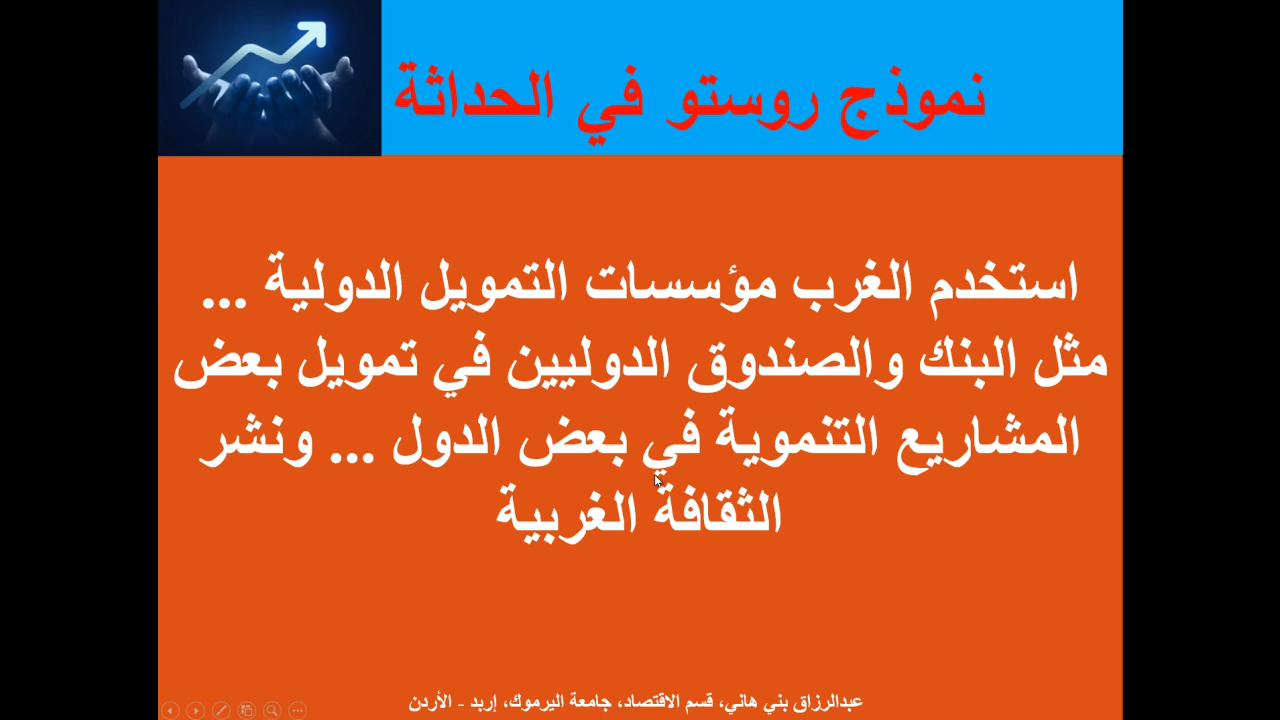 نموذج روستو في الحداثة
استخدم الغرب مؤسسات التمويل الدولية ...
مثل البنك والصندوق الدوليين في تمويل بعض
المشاريع التنموية في بعض الدول ... ونشر
الثقافة الغربية
عبدالرزاق بني هاني، قسم الاقتصاد، جامعة اليرموك، إربد - الأردن